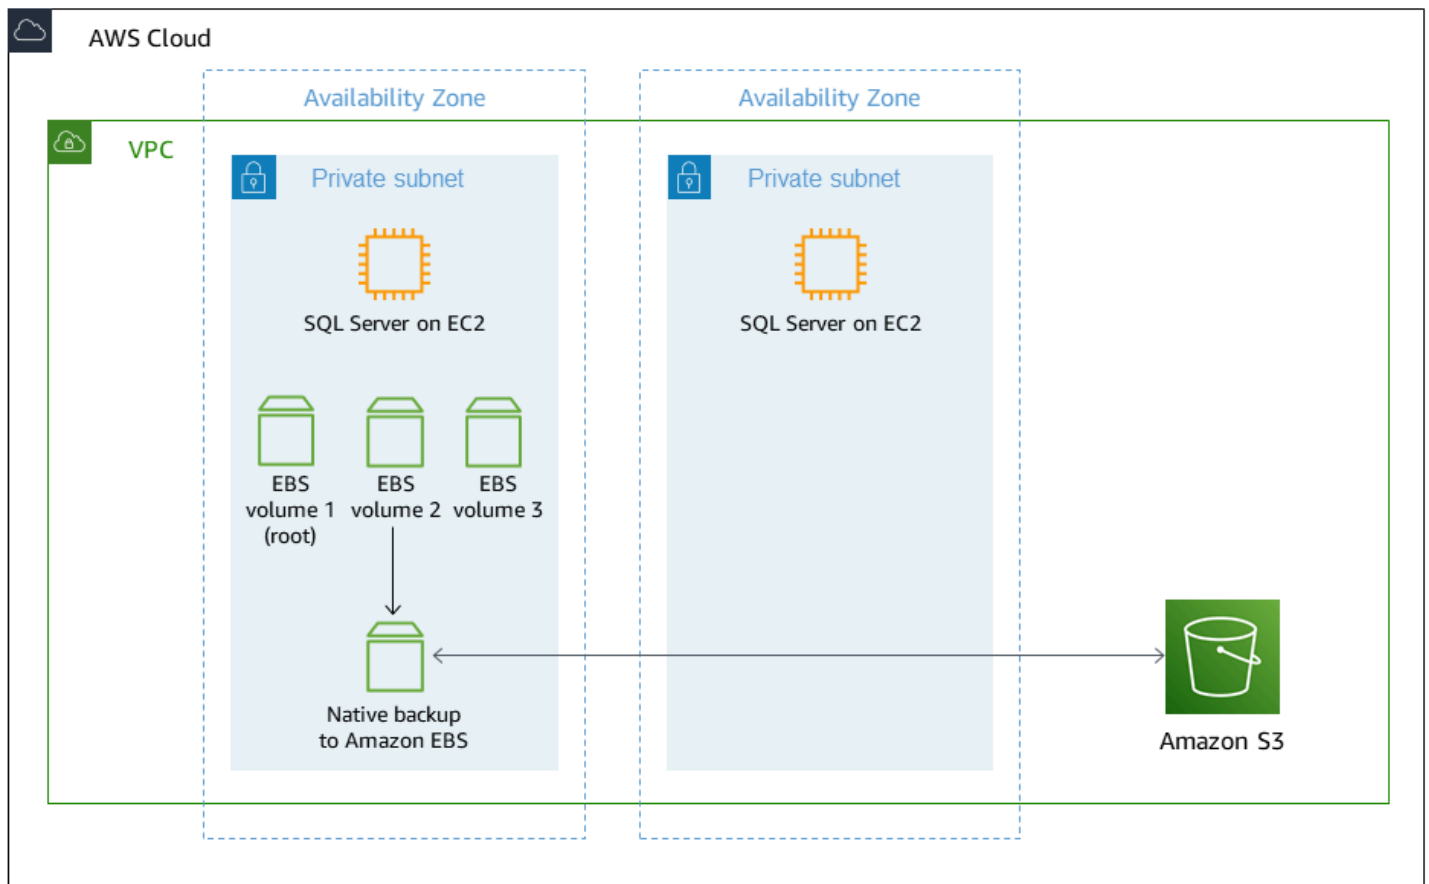 AWS Cloud
Availability Zone
Availability Zone
VPC
Private subnet
Private subnet
SQL Server on EC2
SQL Server on EC2
EBS
volume 1
(root)
EBS
volume 2
EBS
volume 3
Native backup
to Amazon EBS
Amazon S3